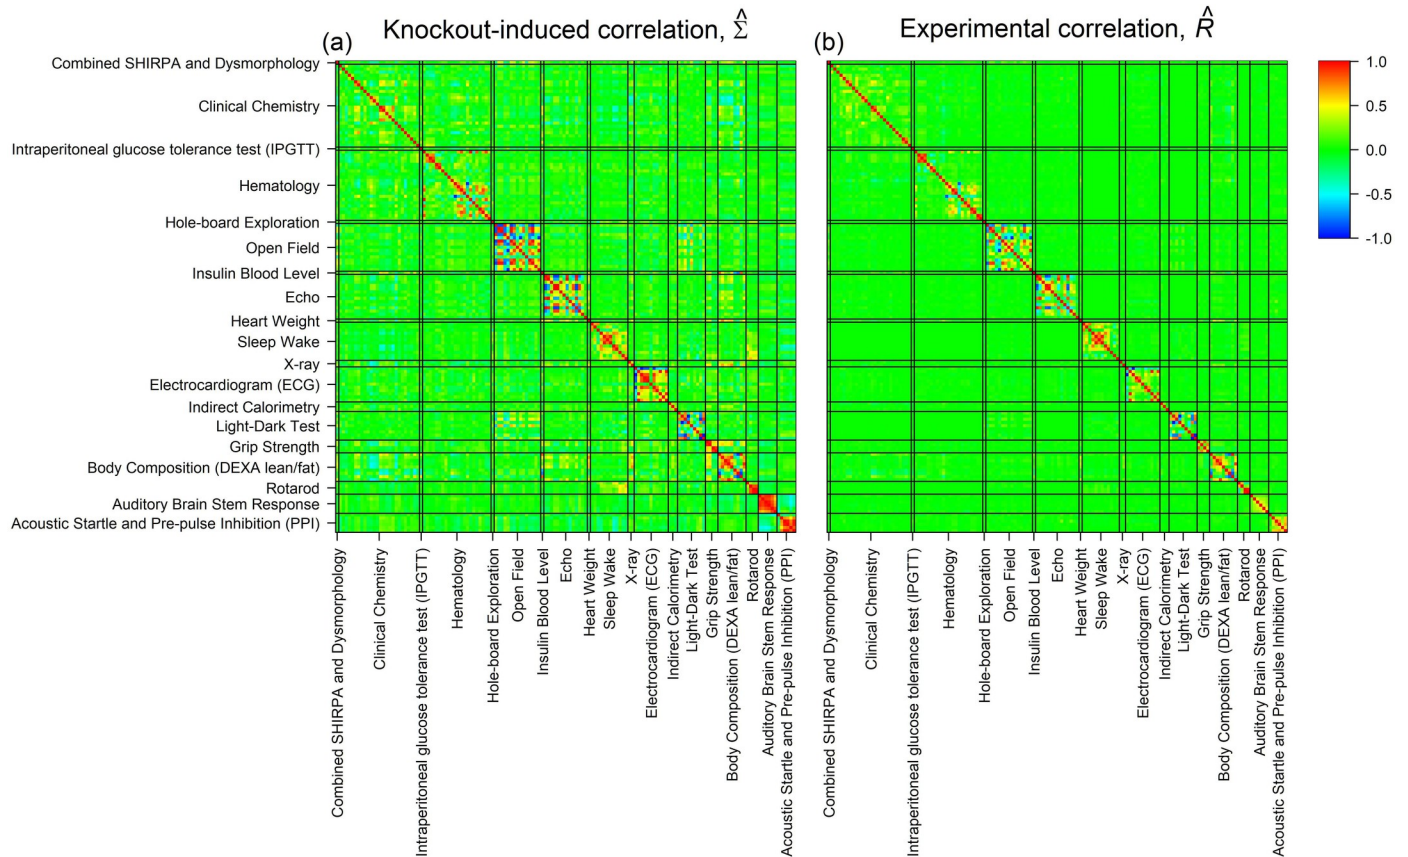 (a)
Knockout-induced correlation, Σ̂
(b)
Experimental correlation, R̂
Combined SHIRPA and Dysmorphology
Clinical Chemistry
Intraperitoneal glucose tolerance test (IPGTT)
Hematology
Hole-board Exploration
Open Field
Insulin Blood Level
Echo
Heart Weight
Sleep Wake
X-ray
Electrocardiogram (ECG)
Indirect Calorimetry
Light-Dark Test
Grip Strength
Body Composition (DEXA lean/fat)
Rotarod
Auditory Brain Stem Response
Acoustic Startle and Pre-pulse Inhibition (PPI)
1.0
0.5
0.0
-0.5
-1.0
Combined SHIRPA and Dysmorphology
Clinical Chemistry
Intraperitoneal glucose tolerance test (IPGTT)
Hematology
Hole-board Exploration
Open Field
Insulin Blood Level
Echo
Heart Weight
Sleep Wake
X-ray
Electrocardiogram (ECG)
Indirect Calorimetry
Light-Dark Test
Grip Strength
Body Composition (DEXA lean/fat)
Rotarod
Auditory Brain Stem Response
Acoustic Startle and Pre-pulse Inhibition (PPI)
Combined SHIRPA and Dysmorphology
Clinical Chemistry
Intraperitoneal glucose tolerance test (IPGTT)
Hematology
Hole-board Exploration
Open Field
Insulin Blood Level
Echo
Heart Weight
Sleep Wake
X-ray
Electrocardiogram (ECG)
Indirect Calorimetry
Light-Dark Test
Grip Strength
Body Composition (DEXA lean/fat)
Rotarod
Auditory Brain Stem Response
Acoustic Startle and Pre-pulse Inhibition (PPI)